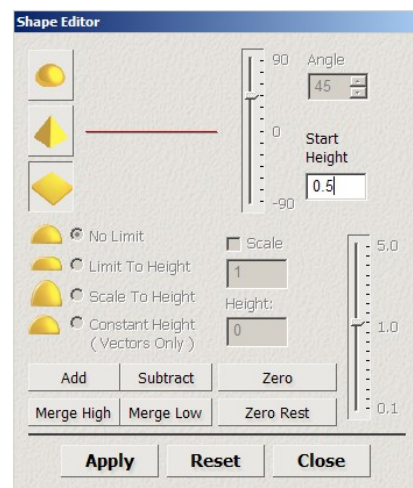 Shape Editor
90
Angle
45
0
Start
Height
0.5
-90
No Limit
Scale
5.0
Limit To Height
1
Scale To Height
Height:
Constant Height
0
1.0
( Vectors Only )
Add
Subtract
Zero
Merge High
Merge Low
Zero Rest
0.1
Apply
Reset
Close